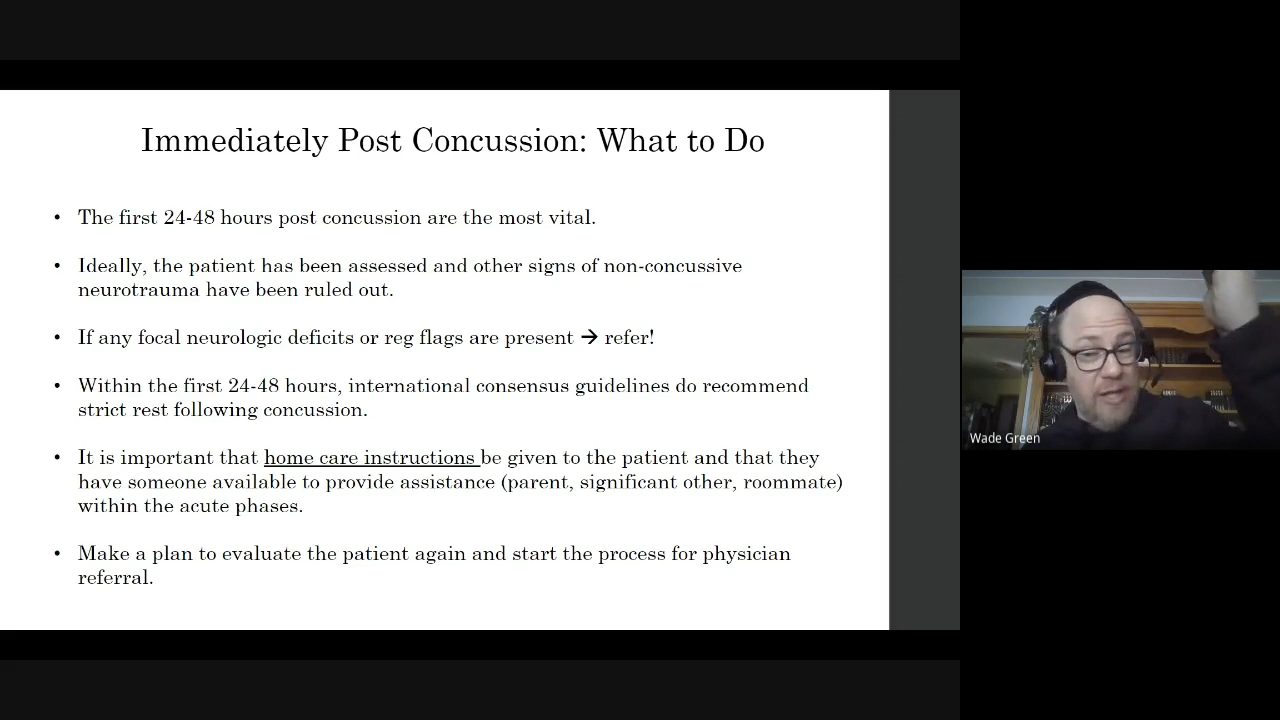 Immediately Post Concussion: What to Do
• The first 24-48 hours post concussion are the most vital.
• Ideally, the patient has been assessed and other signs of non-concussive
neurotrauma have been ruled out.
• If any focal neurologic deficits or reg flags are present → refer!
• Within the first 24-48 hours, international consensus guidelines do recommend
strict rest following concussion.
• It is important that home care instructions be given to the patient and that they
have someone available to provide assistance (parent, significant other, roommate)
within the acute phases.
• Make a plan to evaluate the patient again and start the process for physician
referral.
Wade Green